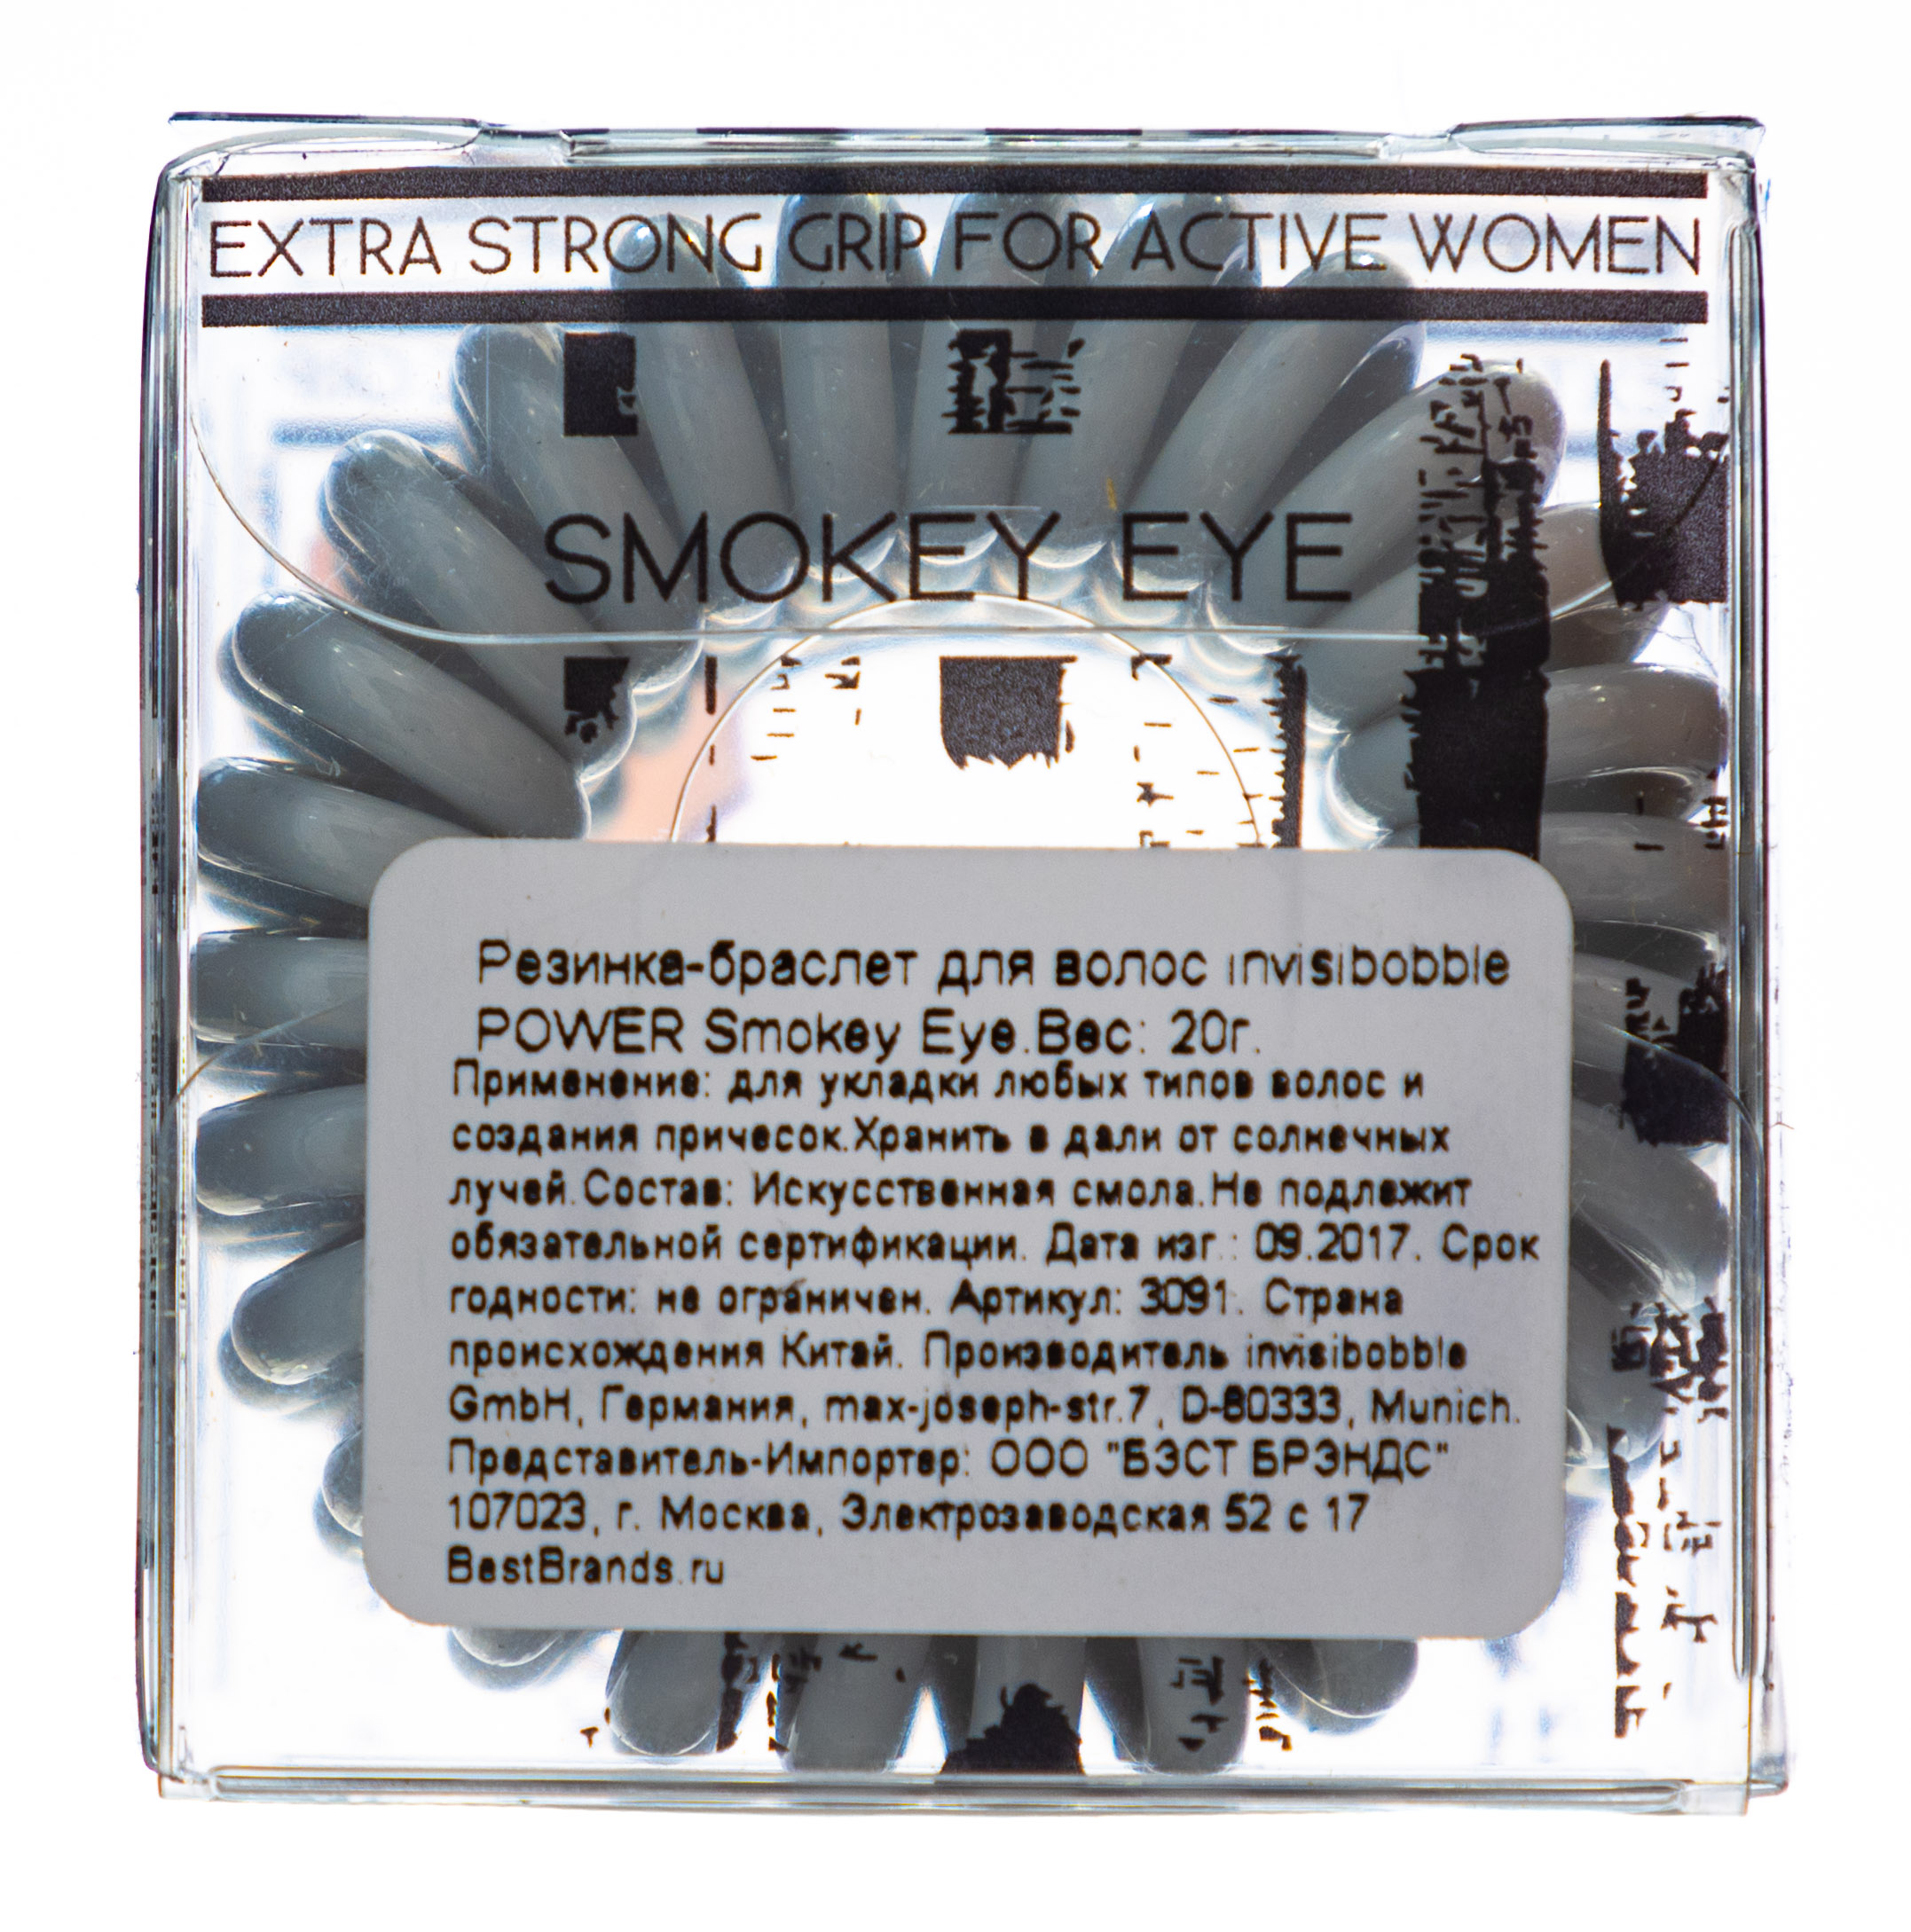 EXTRA STRONG GRIP FOR ACTIVE WOMEN
SMOKEY EYE
Резинка-браслет для волос invisibobble
POWER Smokey Eye.Вес: 20г.
Применение: для укладки любых типов волос и
создания причесок.Хранить в дали от солнечных
лучей.Состав: Искусственная смола.Не подлежит
обязательной сертификации. Дата изг.: 09.2017. Срок
годности: не ограничен. Артикул: 3091. Страна
происхождения Китай. Производитель invisibobble
GmbH, Германия, max-joseph-str.7, D-80333, Munich.
Представитель-Импортер: ООО "БЭСТ БРЭНДС"
107023, г. Москва, Электрозаводская 52 с 17
BestBrands.ru